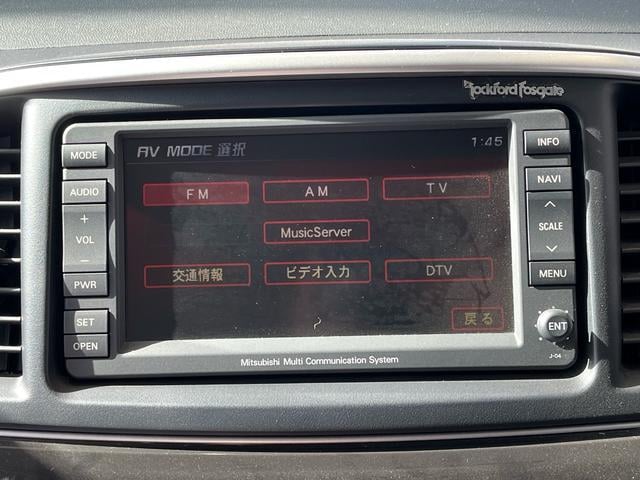 Rockford Fosgate
MODE
AUDIO
+
VOL
−
PWR
SET
OPEN
AV MODE 選択
1:45
FM
AM
TV
MusicServer
交通情報
ビデオ入力
DTV
戻る
INFO
NAVI
SCALE
MENU
ENT
J-04
Mitsubishi Multi Communication System